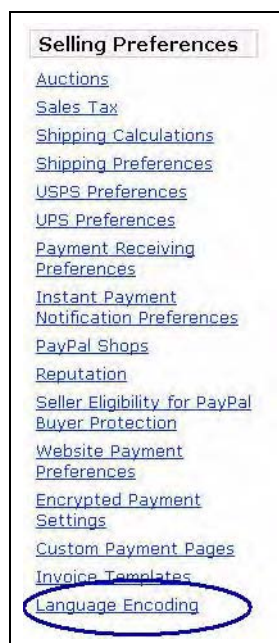 Selling Preferences
Auctions
Sales Tax
Shipping Calculations
Shipping Preferences
USPS Preferences
UPS Preferences
Payment Receiving
Preferences
Instant Payment
Notification Preferences
PayPal Shops
Reputation
Seller Eligibility for PayPal
Buyer Protection
Website Payment
Preferences
Encrypted Payment
Settings
Custom Payment Pages
Invoice Templates
Language Encoding